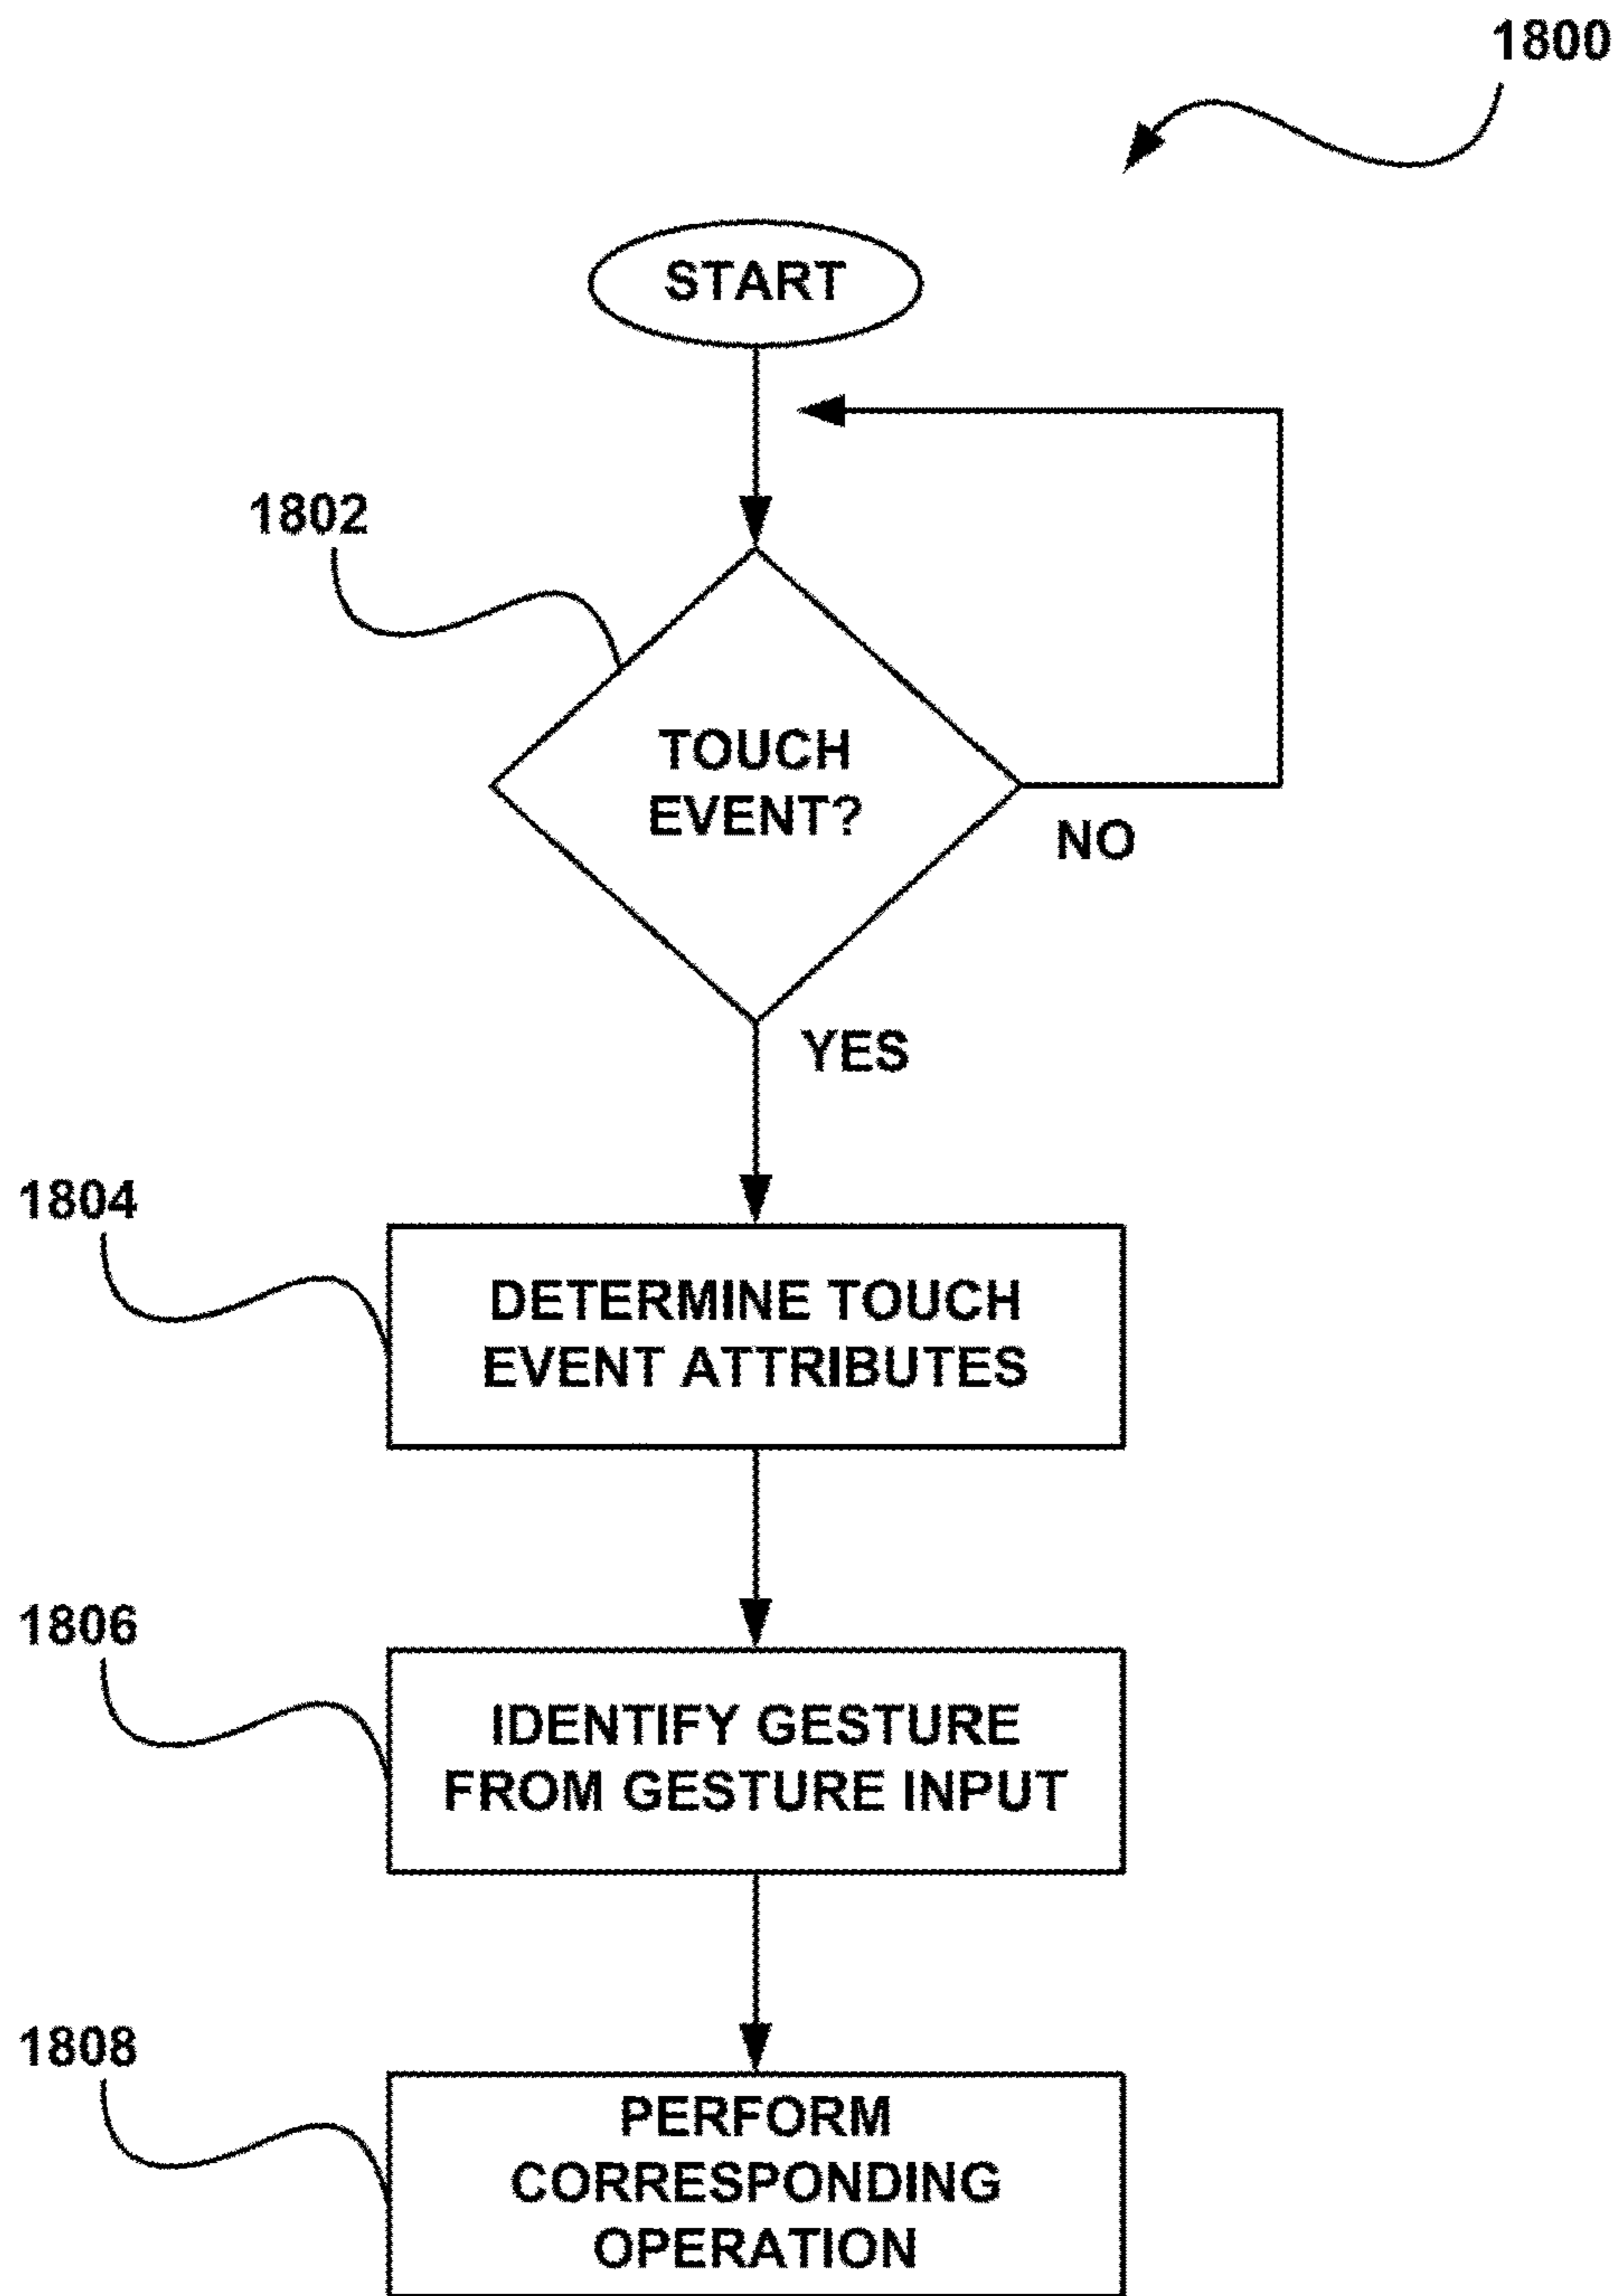 1800
START
1802
TOUCH
EVENT?
NO
YES
1804
DETERMINE TOUCH
EVENT ATTRIBUTES
1806
IDENTIFY GESTURE
FROM GESTURE INPUT
1808
PERFORM
CORRESPONDING
OPERATION